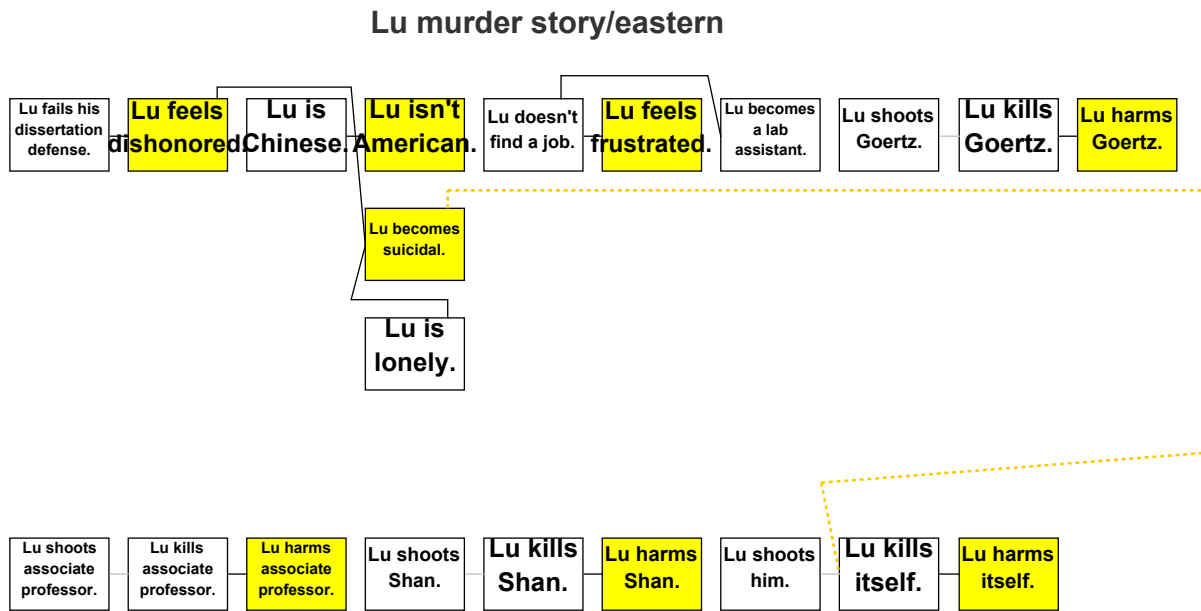 Lu murder story/eastern
Lu fails his
dissertation
defense.
Lu feels
dishonored.
Lu is
Chinese.
Lu isn't
American.
Lu doesn't
find a job.
Lu feels
frustrated.
Lu becomes
a lab
assistant.
Lu shoots
Goertz.
Lu kills
Goertz.
Lu harms
Goertz.
Lu becomes
suicidal.
Lu is
lonely.
Lu shoots
associate
professor.
Lu kills
associate
professor.
Lu harms
associate
professor.
Lu shoots
Shan.
Lu kills
Shan.
Lu harms
Shan.
Lu shoots
him.
Lu kills
itself.
Lu harms
itself.